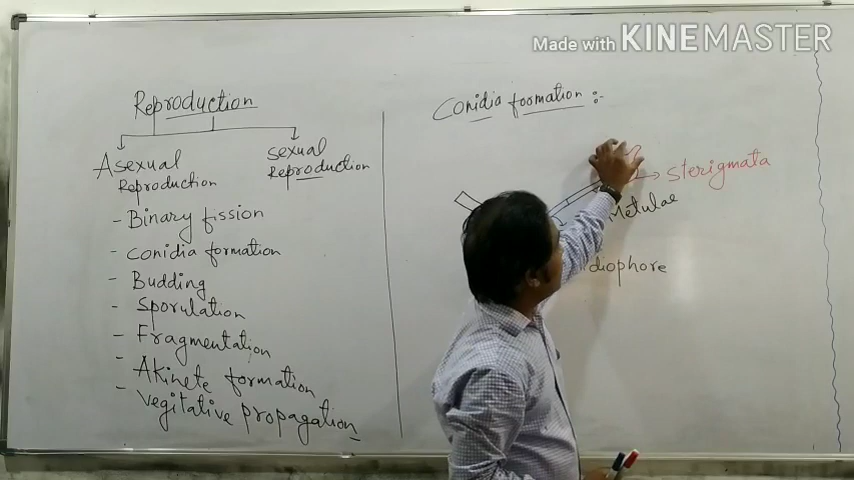 Made with KINEMASTER
Reproduction
Asexual
Reproduction
sexual
Reproduction
- Binary fission
- conidia formation
- Budding
- Sporulation
- Fragmentation
- Akinete formation
- Vegitative propagation
Conidia formation :-
Sterigmata
Metulae
diophore